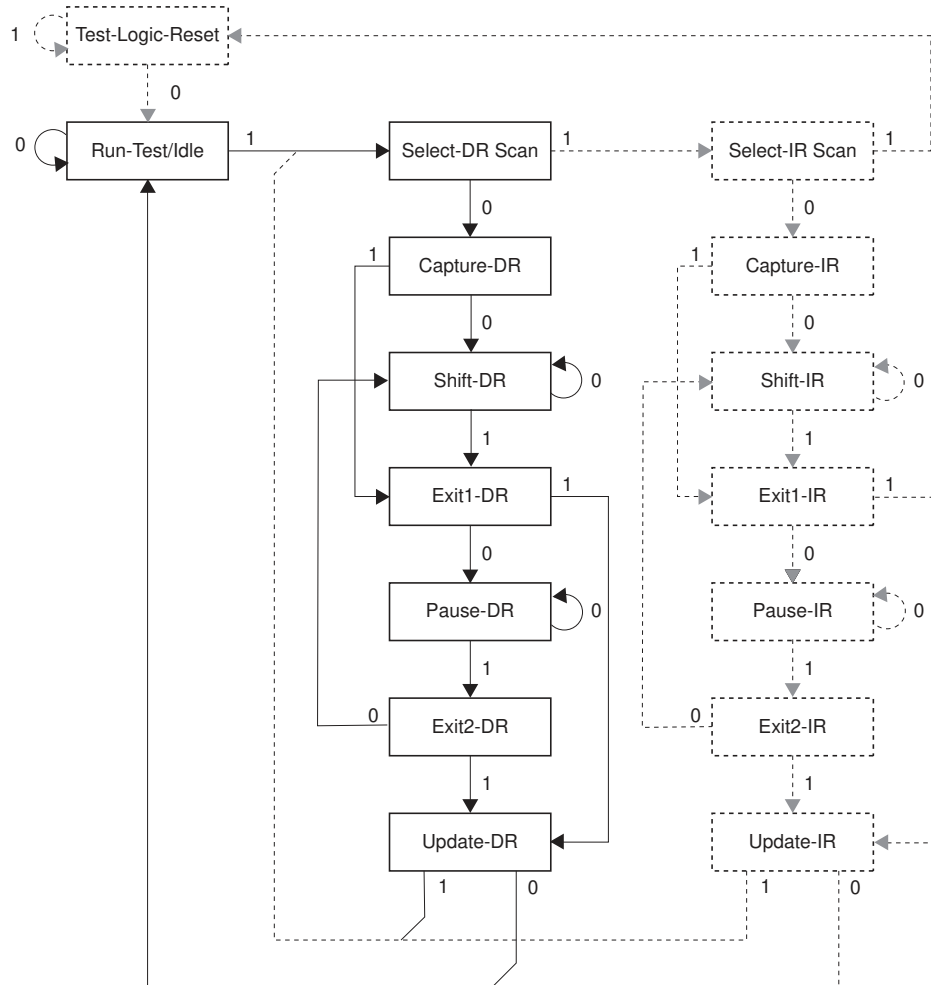 1
Test-Logic-Reset
0
0
Run-Test/Idle
1
Select-DR Scan
1
Select-IR Scan
1
0
0
1
Capture-DR
1
Capture-IR
0
0
Shift-DR
0
Shift-IR
0
1
1
Exit1-DR
1
Exit1-IR
1
0
0
Pause-DR
0
Pause-IR
0
1
1
0
Exit2-DR
0
Exit2-IR
1
1
Update-DR
Update-IR
1
0
1
0